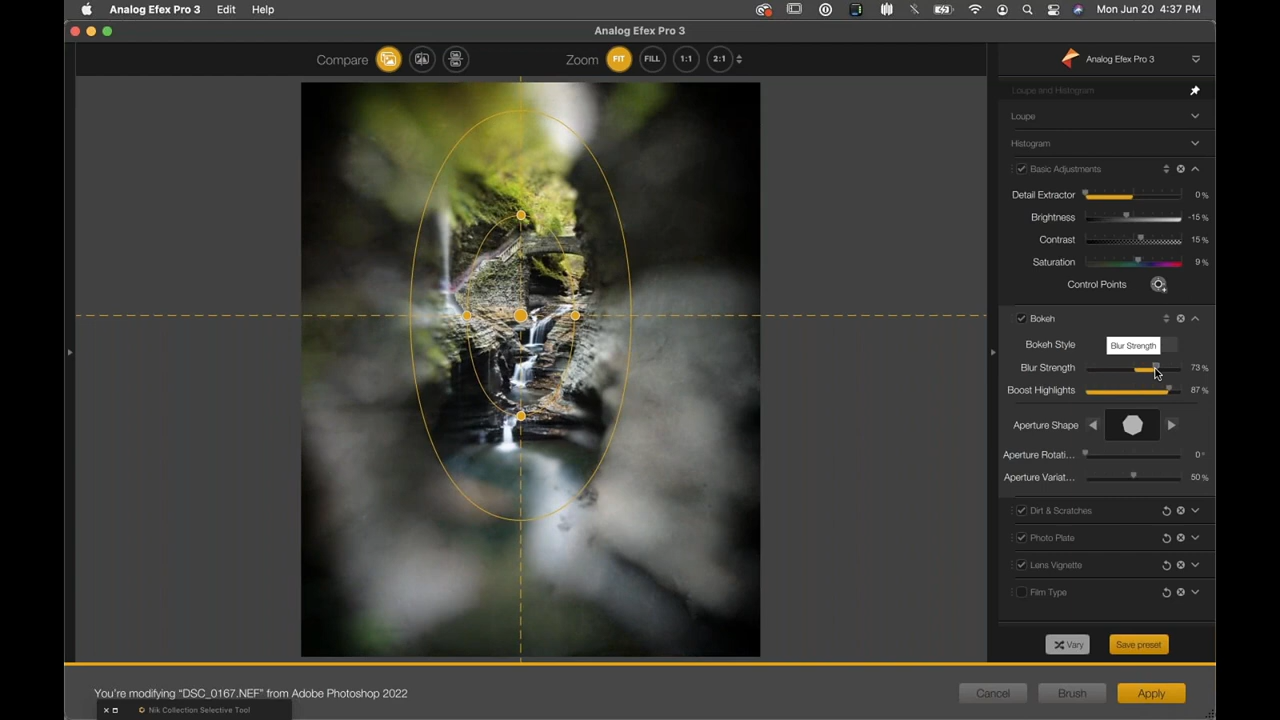 Analog Efex Pro 3 Edit Help Mon Jun 20 4:37 PM
Analog Efex Pro 3
Compare Zoom FIT FILL 1:1 2:1
Analog Efex Pro 3
Loupe and Histogram
Loupe
Histogram
Basic Adjustments
Detail Extractor 0 %
Brightness -15 %
Contrast 15 %
Saturation 9 %
Control Points
Bokeh
Bokeh Style Blur Strength
Blur Strength 73 %
Boost Highlights 87 %
Aperture Shape
Aperture Rotati... 0 °
Aperture Variat... 50 %
Dirt & Scratches
Photo Plate
Lens Vignette
Film Type
Vary Save preset
You're modifying “DSC_0167.NEF” from Adobe Photoshop 2022 Cancel Brush Apply
Nik Collection Selective Tool